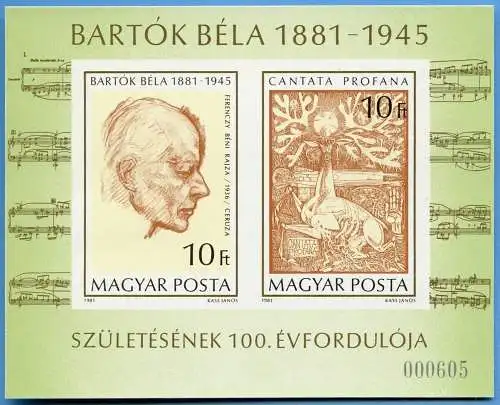 BARTÓK BÉLA 1881-1945
BARTÓK BÉLA 1881-1945
FERENCZY BÉNI RAJZA / 1936 / CERUZA
10 Ft
MAGYAR POSTA
1981
KASS JÁNOS
CANTATA PROFANA
10 Ft
MAGYAR POSTA
1981
KASS JÁNOS
SZÜLETÉSÉNEK 100. ÉVFORDULÓJA
000605